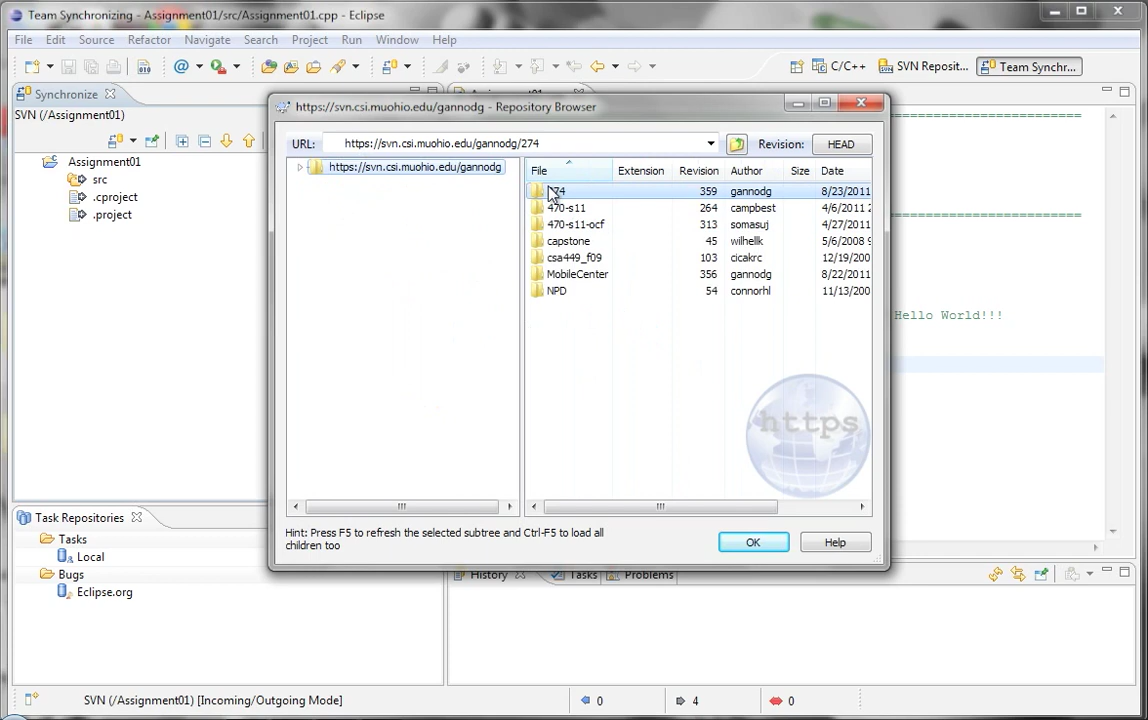 Team Synchronizing - Assignment01/src/Assignment01.cpp - Eclipse
File Edit Source Refactor Navigate Search Project Run Window Help
C/C++ SVN Reposit... Team Synchr...
Synchronize
SVN (/Assignment01)
Assignment01
src
.cproject
.project
https://svn.csi.muohio.edu/gannodg - Repository Browser
URL: https://svn.csi.muohio.edu/gannodg/274 Revision: HEAD
https://svn.csi.muohio.edu/gannodg
File Extension Revision Author Size Date
274 359 gannodg 8/23/2011
470-s11 264 campbest 4/6/2011 2
470-s11-ocf 313 somasuj 4/27/2011
capstone 45 wilhellk 5/6/2008 9
csa449_f09 103 cicakrc 12/19/200
MobileCenter 356 gannodg 8/22/2011
NPD 54 connorhl 11/13/200
https
Hint: Press F5 to refresh the selected subtree and Ctrl-F5 to load all
children too
OK Help
Hello World!!!
Task Repositories
Tasks
Local
Bugs
Eclipse.org
History Tasks Problems
SVN (/Assignment01) [Incoming/Outgoing Mode] 0 4 0